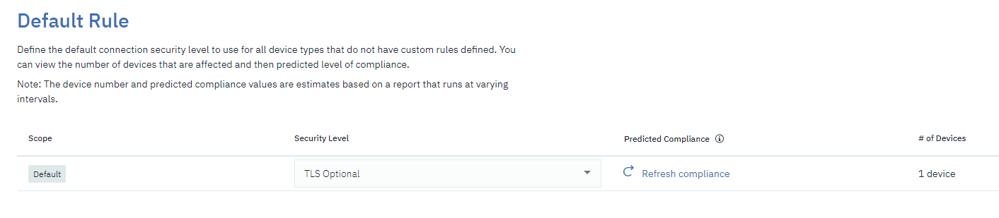 Default Rule
Define the default connection security level to use for all device types that do not have custom rules defined. You
can view the number of devices that are affected and then predicted level of compliance.
Note: The device number and predicted compliance values are estimates based on a report that runs at varying
intervals.
Scope Security Level Predicted Compliance # of Devices
Default TLS Optional Refresh compliance 1 device